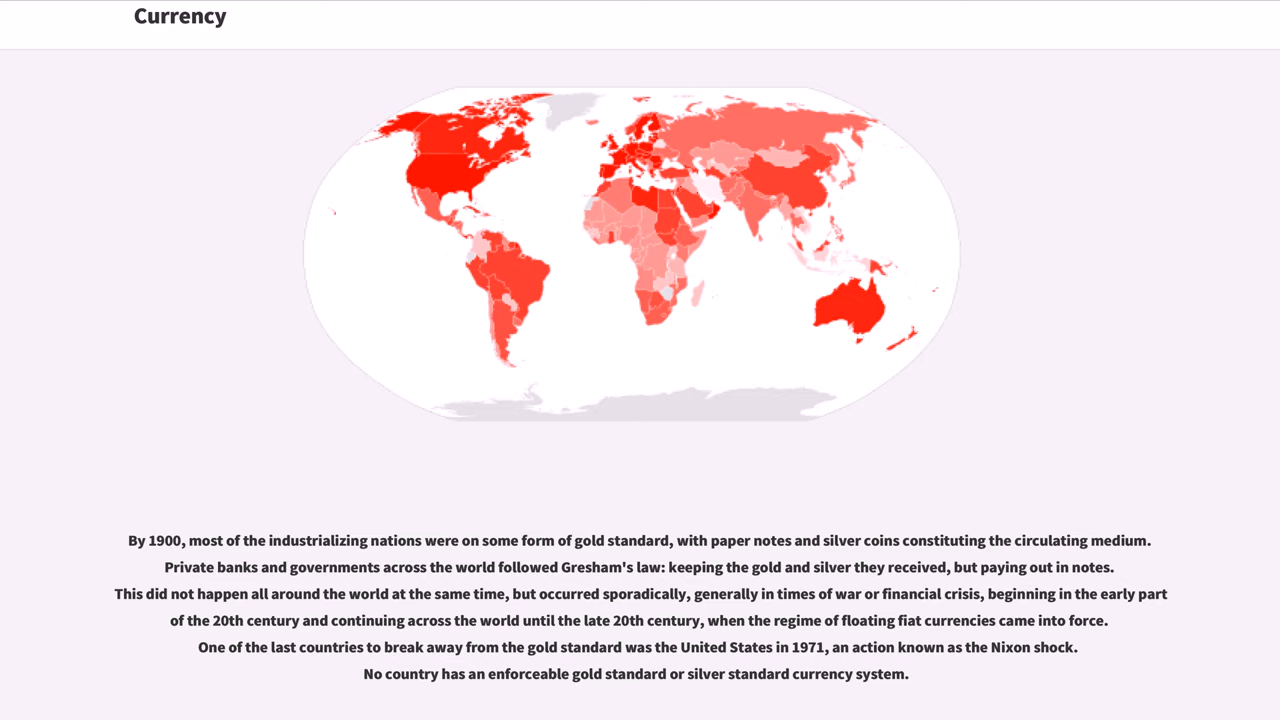 Currency
By 1900, most of the industrializing nations were on some form of gold standard, with paper notes and silver coins constituting the circulating medium.
Private banks and governments across the world followed Gresham's law: keeping the gold and silver they received, but paying out in notes.
This did not happen all around the world at the same time, but occurred sporadically, generally in times of war or financial crisis, beginning in the early part
of the 20th century and continuing across the world until the late 20th century, when the regime of floating fiat currencies came into force.
One of the last countries to break away from the gold standard was the United States in 1971, an action known as the Nixon shock.
No country has an enforceable gold standard or silver standard currency system.